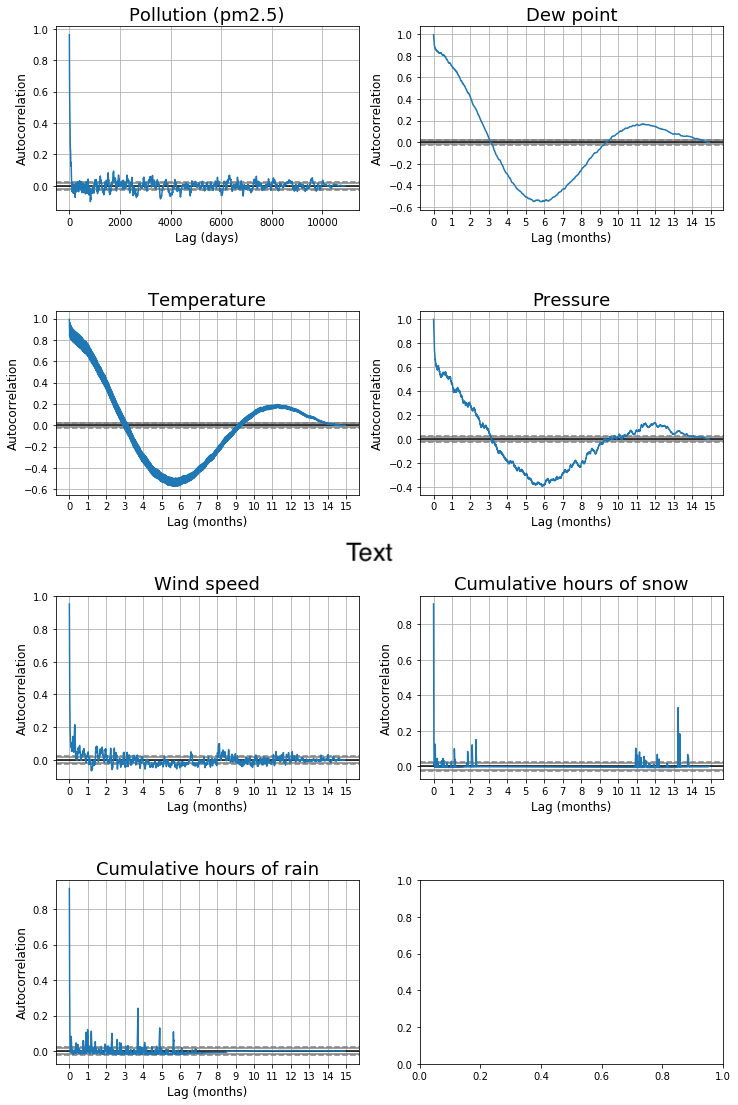 Pollution (pm2.5)
1.0
0.8
0.6
0.4
0.2
0.0
Autocorrelation
0 2000 4000 6000 8000 10000
Lag (days)
Dew point
1.0
0.8
0.6
0.4
0.2
0.0
−0.2
−0.4
−0.6
Autocorrelation
0 1 2 3 4 5 6 7 8 9 10 11 12 13 14 15
Lag (months)
Temperature
1.0
0.8
0.6
0.4
0.2
0.0
−0.2
−0.4
−0.6
Autocorrelation
0 1 2 3 4 5 6 7 8 9 10 11 12 13 14 15
Lag (months)
Pressure
1.0
0.8
0.6
0.4
0.2
0.0
−0.2
−0.4
Autocorrelation
0 1 2 3 4 5 6 7 8 9 10 11 12 13 14 15
Lag (months)
Text
Wind speed
1.0
0.8
0.6
0.4
0.2
0.0
Autocorrelation
0 1 2 3 4 5 6 7 8 9 10 11 12 13 14 15
Lag (months)
Cumulative hours of snow
0.8
0.6
0.4
0.2
0.0
Autocorrelation
0 1 2 3 4 5 6 7 8 9 10 11 12 13 14 15
Lag (months)
Cumulative hours of rain
0.8
0.6
0.4
0.2
0.0
Autocorrelation
0 1 2 3 4 5 6 7 8 9 10 11 12 13 14 15
Lag (months)
1.0
0.8
0.6
0.4
0.2
0.0
0.0 0.2 0.4 0.6 0.8 1.0